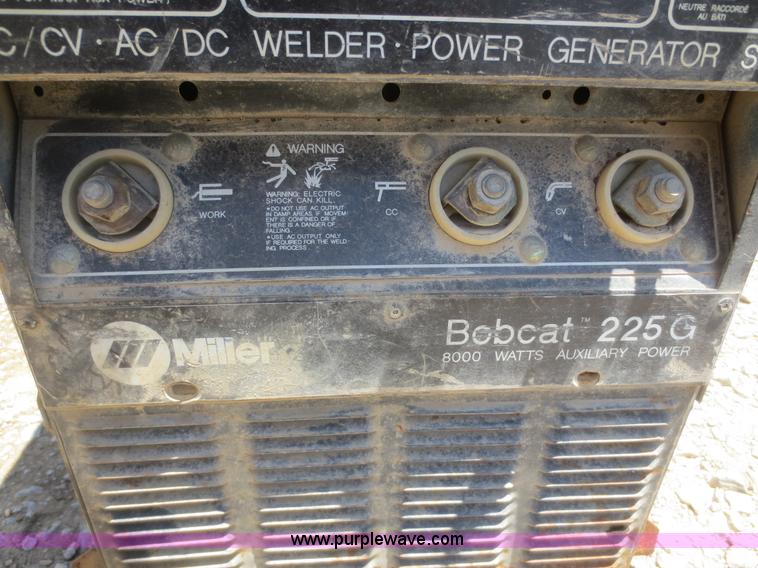 NEUTRE RACCORDÉ
AU BÂTI
C/CV · AC/DC WELDER · POWER GENERATOR S
WARNING
WARNING: ELECTRIC
SHOCK CAN KILL.
• DO NOT USE AC OUTPUT
IN DAMP AREAS, IF MOVEM-
ENT IS CONFINED OR IF
THERE IS A DANGER OF
FALLING.
• USE AC OUTPUT ONLY
IF REQUIRED FOR THE WELD-
ING PROCESS.
WORK
CC
CV
Miller
Bobcat™ 225G
8000 WATTS AUXILIARY POWER
www.purplewave.com